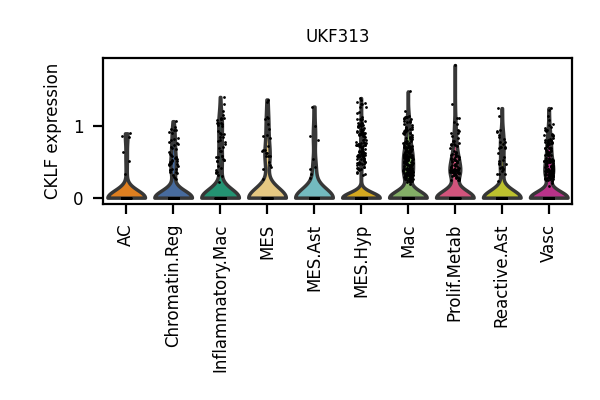 UKF313
CKLF expression
1
0
AC
Chromatin.Reg
Inflammatory.Mac
MES
MES.Ast
MES.Hyp
Mac
Prolif.Metab
Reactive.Ast
Vasc